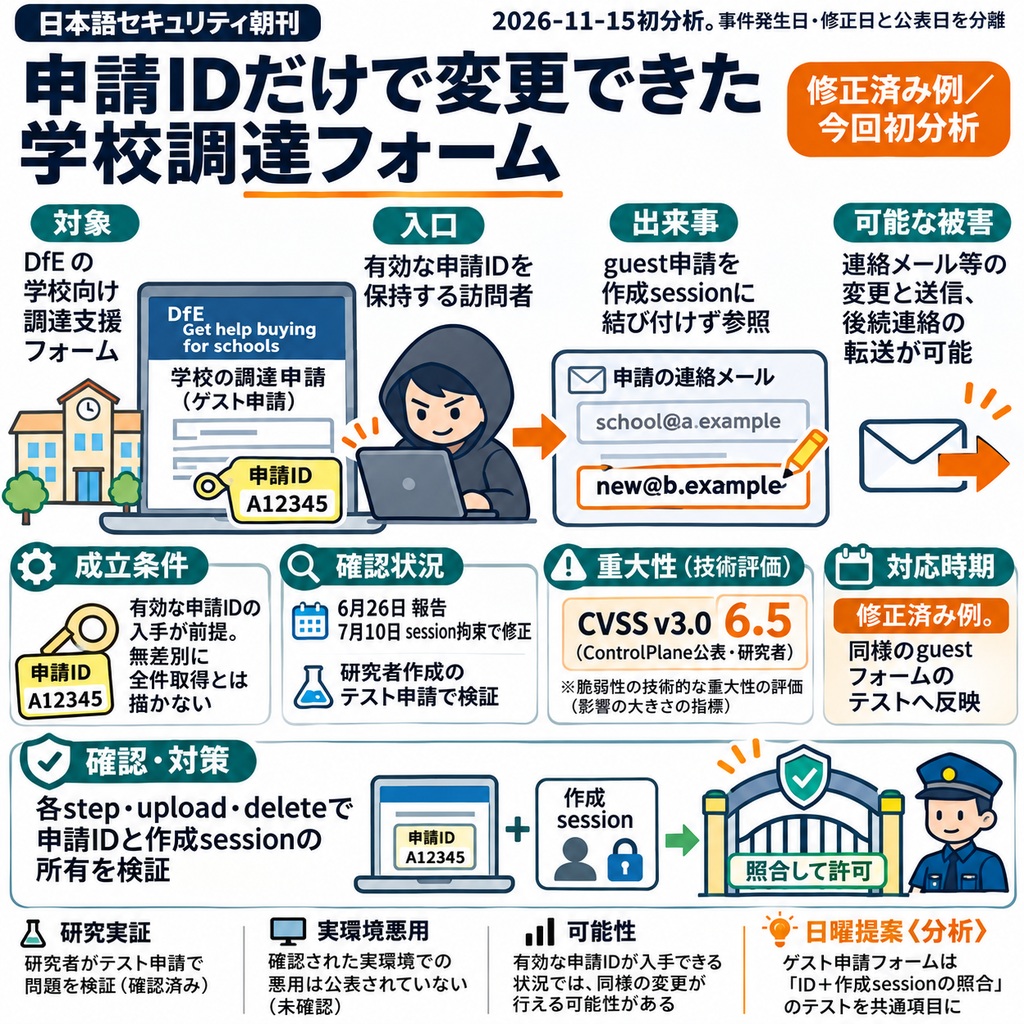 日本語セキュリティ朝刊
2026-11-15初分析。事件発生日・修正日と公表日を分離
申請IDだけで変更できた
学校調達フォーム
修正済み例／
今回初分析
対象
DfE の
学校向け
調達支援
フォーム
DfE
Get help buying
for schools
学校の調達申請
（ゲスト申請）
申請ID
A12345
入口
有効な申請IDを
保持する訪問者
出来事
guest申請を
作成sessionに
結び付けず参照
申請の連絡メール
school@a.example
new@b.example
可能な被害
連絡メール等の
変更と送信、
後続連絡の
転送が可能
成立条件
有効な申請IDの
入手が前提。
無差別に
全件取得とは
描かない
申請ID
A12345
確認状況
6月26日 報告
7月10日 session拘束で修正
研究者作成の
テスト申請で検証
重大性（技術評価）
CVSS v3.0 6.5
（ControlPlane公表・研究者）
※脆弱性の技術的な重大性の評価
（影響の大きさの指標）
対応時期
修正済み例。
同様のguest
フォームの
テストへ反映
確認・対策
各step・upload・deleteで
申請IDと作成sessionの
所有を検証
申請ID
A12345
+
作成
session
照合して許可
研究実証
研究者がテスト申請で
問題を検証（確認済み）
実環境悪用
確認された実環境での
悪用は公表されていない
（未確認）
可能性
有効な申請IDが入手できる
状況では、同様の変更が
行える可能性がある
日曜提案〈分析〉
ゲスト申請フォームは
「ID＋作成sessionの照合」
のテストを共通項目に